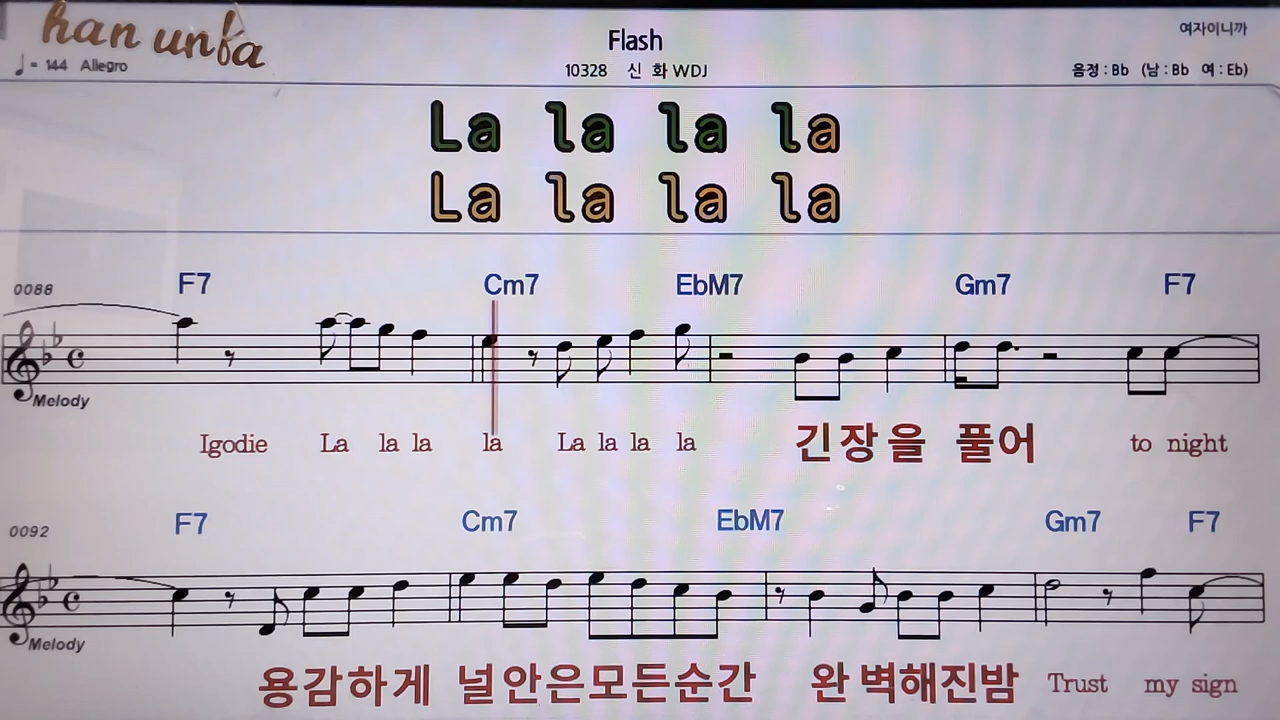 han unfa
Flash
여자이니까
♩= 144 Allegro
10328 신 화 WDJ
음정 : Bb (남 : Bb 여 : Eb)
La la la la
La la la la
0088 F7 Cm7 EbM7 Gm7 F7
Melody
Igodie La la la la La la la la 긴장을 풀어 to night
0092 F7 Cm7 EbM7 Gm7 F7
Melody
용감하게 널안은모든순간 완벽해진밤 Trust my sign